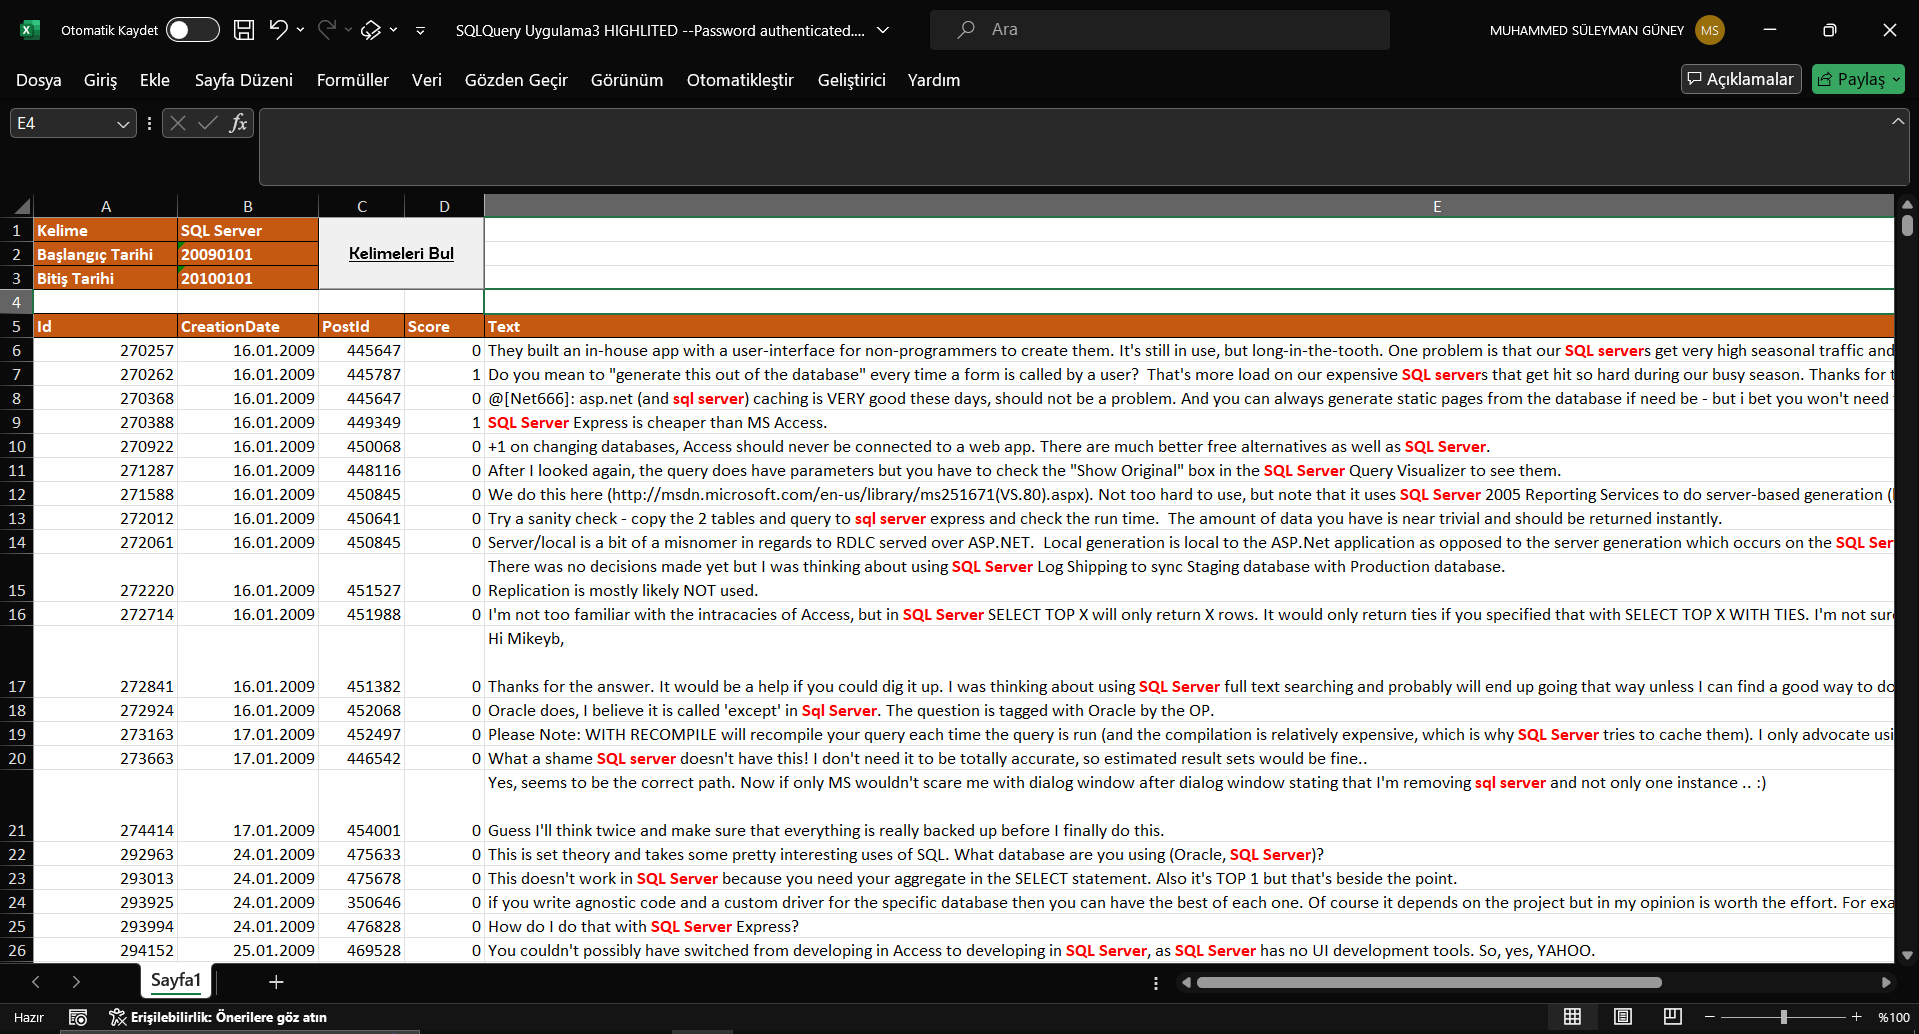 Otomatik Kaydet
SQLQuery Uygulama3 HIGHLITED --Password authenticated....
Ara
MUHAMMED SÜLEYMAN GÜNEY MS
Dosya Giriş Ekle Sayfa Düzeni Formüller Veri Gözden Geçir Görünüm Otomatikleştir Geliştirici Yardım Açıklamalar Paylaş
E4 fx
A B C D E
1 Kelime SQL Server
Kelimeleri Bul
2 Başlangıç Tarihi 20090101
3 Bitiş Tarihi 20100101
4
5 Id CreationDate PostId Score Text
6 270257 16.01.2009 445647 0 They built an in-house app with a user-interface for non-programmers to create them. It's still in use, but long-in-the-tooth. One problem is that our SQL servers get very high seasonal traffic and
7 270262 16.01.2009 445787 1 Do you mean to "generate this out of the database" every time a form is called by a user?  That's more load on our expensive SQL servers that get hit so hard during our busy season. Thanks for
8 270368 16.01.2009 445647 0 @[Net666]: asp.net (and sql server) caching is VERY good these days, should not be a problem. And you can always generate static pages from the database if need be - but i bet you won't need
9 270388 16.01.2009 449349 1 SQL Server Express is cheaper than MS Access.
10 270922 16.01.2009 450068 0 +1 on changing databases, Access should never be connected to a web app. There are much better free alternatives as well as SQL Server.
11 271287 16.01.2009 448116 0 After I looked again, the query does have parameters but you have to check the "Show Original" box in the SQL Server Query Visualizer to see them.
12 271588 16.01.2009 450845 0 We do this here (http://msdn.microsoft.com/en-us/library/ms251671(VS.80).aspx). Not too hard to use, but note that it uses SQL Server 2005 Reporting Services to do server-based generation (
13 272012 16.01.2009 450641 0 Try a sanity check - copy the 2 tables and query to sql server express and check the run time.  The amount of data you have is near trivial and should be returned instantly.
14 272061 16.01.2009 450845 0 Server/local is a bit of a misnomer in regards to RDLC served over ASP.NET.  Local generation is local to the ASP.Net application as opposed to the server generation which occurs on the SQL Ser
There was no decisions made yet but I was thinking about using SQL Server Log Shipping to sync Staging database with Production database.
15 272220 16.01.2009 451527 0 Replication is mostly likely NOT used.
16 272714 16.01.2009 451988 0 I'm not too familiar with the intracacies of Access, but in SQL Server SELECT TOP X will only return X rows. It would only return ties if you specified that with SELECT TOP X WITH TIES. I'm not sur
Hi Mikeyb,
17 272841 16.01.2009 451382 0 Thanks for the answer. It would be a help if you could dig it up. I was thinking about using SQL Server full text searching and probably will end up going that way unless I can find a good way to do
18 272924 16.01.2009 452068 0 Oracle does, I believe it is called 'except' in Sql Server. The question is tagged with Oracle by the OP.
19 273163 17.01.2009 452497 0 Please Note: WITH RECOMPILE will recompile your query each time the query is run (and the compilation is relatively expensive, which is why SQL Server tries to cache them). I only advocate usi
20 273663 17.01.2009 446542 0 What a shame SQL server doesn't have this! I don't need it to be totally accurate, so estimated result sets would be fine..
Yes, seems to be the correct path. Now if only MS wouldn't scare me with dialog window after dialog window stating that I'm removing sql server and not only one instance .. :)
21 274414 17.01.2009 454001 0 Guess I'll think twice and make sure that everything is really backed up before I finally do this.
22 292963 24.01.2009 475633 0 This is set theory and takes some pretty interesting uses of SQL. What database are you using (Oracle, SQL Server)?
23 293013 24.01.2009 475678 0 This doesn't work in SQL Server because you need your aggregate in the SELECT statement. Also it's TOP 1 but that's beside the point.
24 293925 24.01.2009 350646 0 if you write agnostic code and a custom driver for the specific database then you can have the best of each one. Of course it depends on the project but in my opinion is worth the effort. For exa
25 293994 24.01.2009 476828 0 How do I do that with SQL Server Express?
26 294152 25.01.2009 469528 0 You couldn't possibly have switched from developing in Access to developing in SQL Server, as SQL Server has no UI development tools. So, yes, YAHOO.
Sayfa1
Hazır Erişilebilirlik: Önerilere göz atın %100